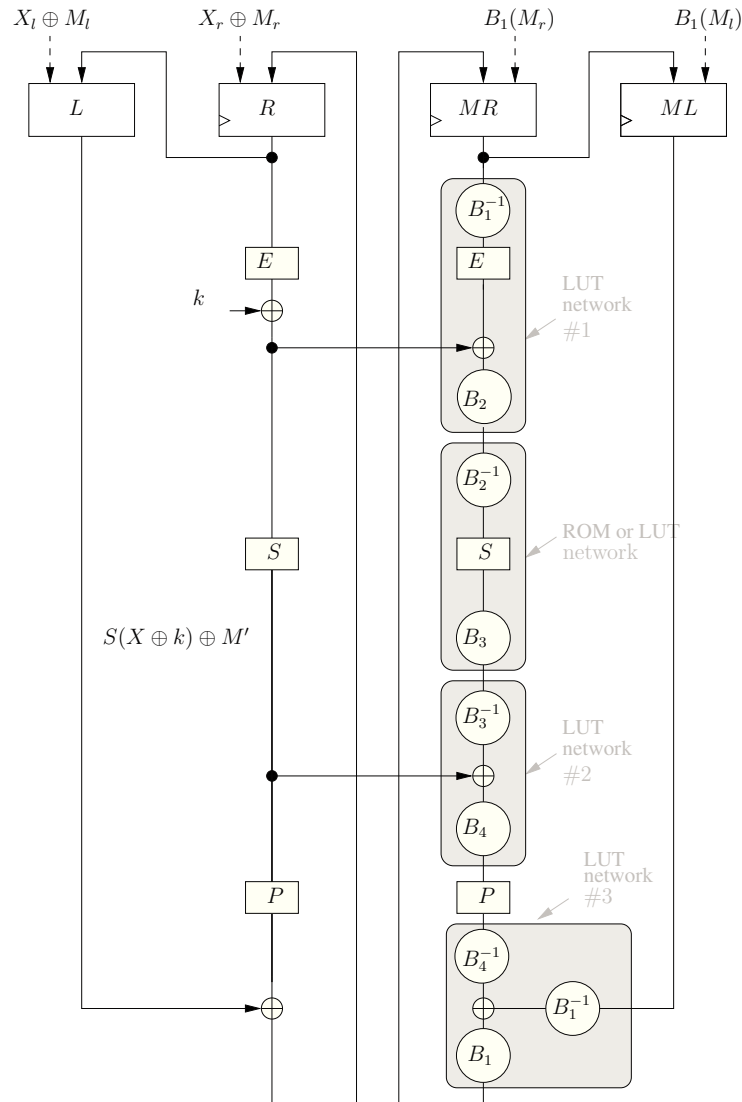 X_l ⊕ M_l
X_r ⊕ M_r
B_1(M_r)
B_1(M_l)
L
R
MR
ML
B_1^{-1}
E
E
k
LUT
network
#1
B_2
B_2^{-1}
S
S
ROM or LUT
network
S(X ⊕ k) ⊕ M′
B_3
B_3^{-1}
LUT
network
#2
B_4
LUT
network
#3
P
P
B_4^{-1}
B_1^{-1}
B_1